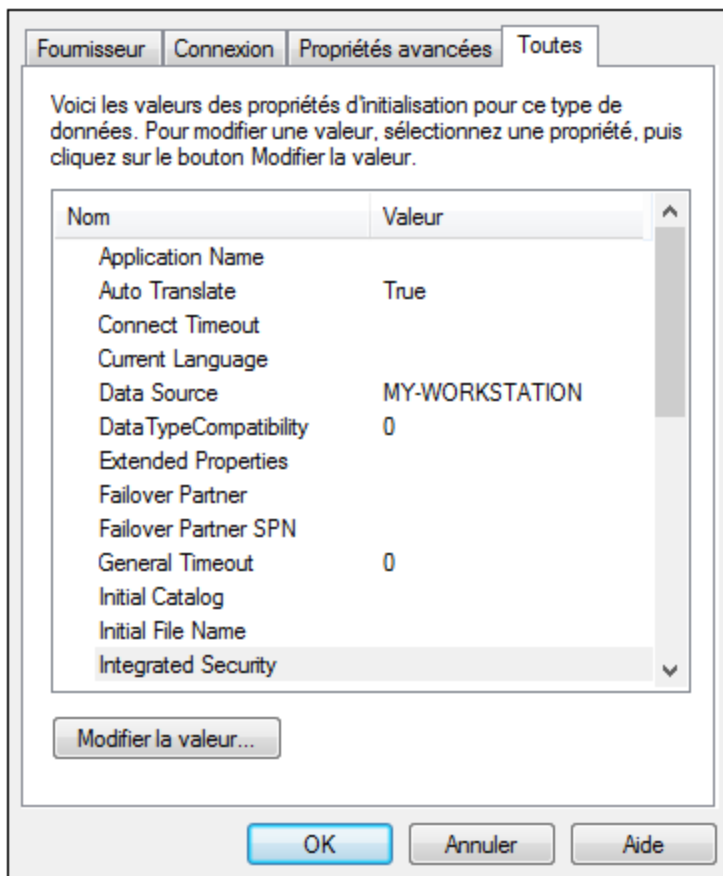 Fournisseur Connexion Propriétés avancées Toutes
Voici les valeurs des propriétés d'initialisation pour ce type de
données. Pour modifier une valeur, sélectionnez une propriété, puis
cliquez sur le bouton Modifier la valeur.
Nom Valeur
Application Name
Auto Translate True
Connect Timeout
Current Language
Data Source MY-WORKSTATION
DataTypeCompatibility 0
Extended Properties
Failover Partner
Failover Partner SPN
General Timeout 0
Initial Catalog
Initial File Name
Integrated Security
Modifier la valeur...
OK Annuler Aide